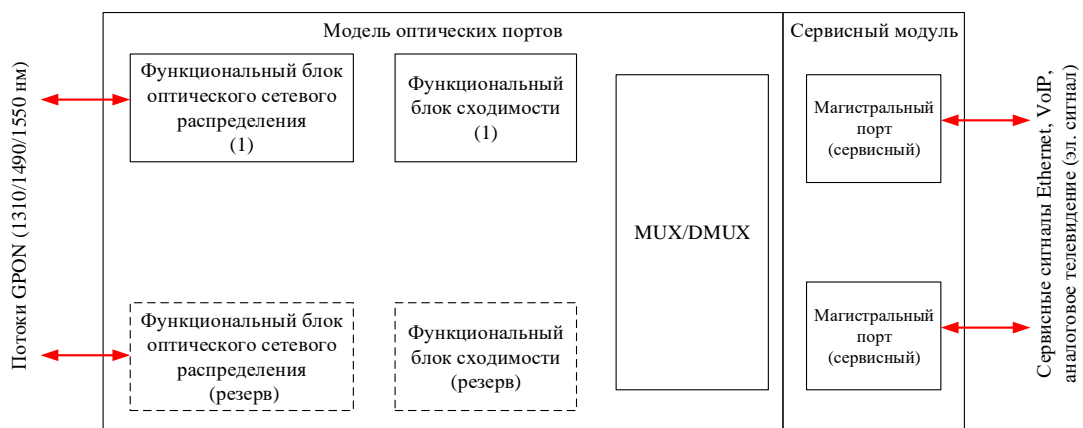 Потоки GPON (1310/1490/1550 нм)
Модель оптических портов
Функциональный блок
оптического сетевого
распределения
(1)
Функциональный
блок сходимости
(1)
Функциональный блок
оптического сетевого
распределения
(резерв)
Функциональный
блок сходимости
(резерв)
MUX/DMUX
Сервисный модуль
Магистральный
порт
(сервисный)
Магистральный
порт
(сервисный)
Сервисные сигналы Ethernet, VoIP,
аналоговое телевидение (эл. сигнал)